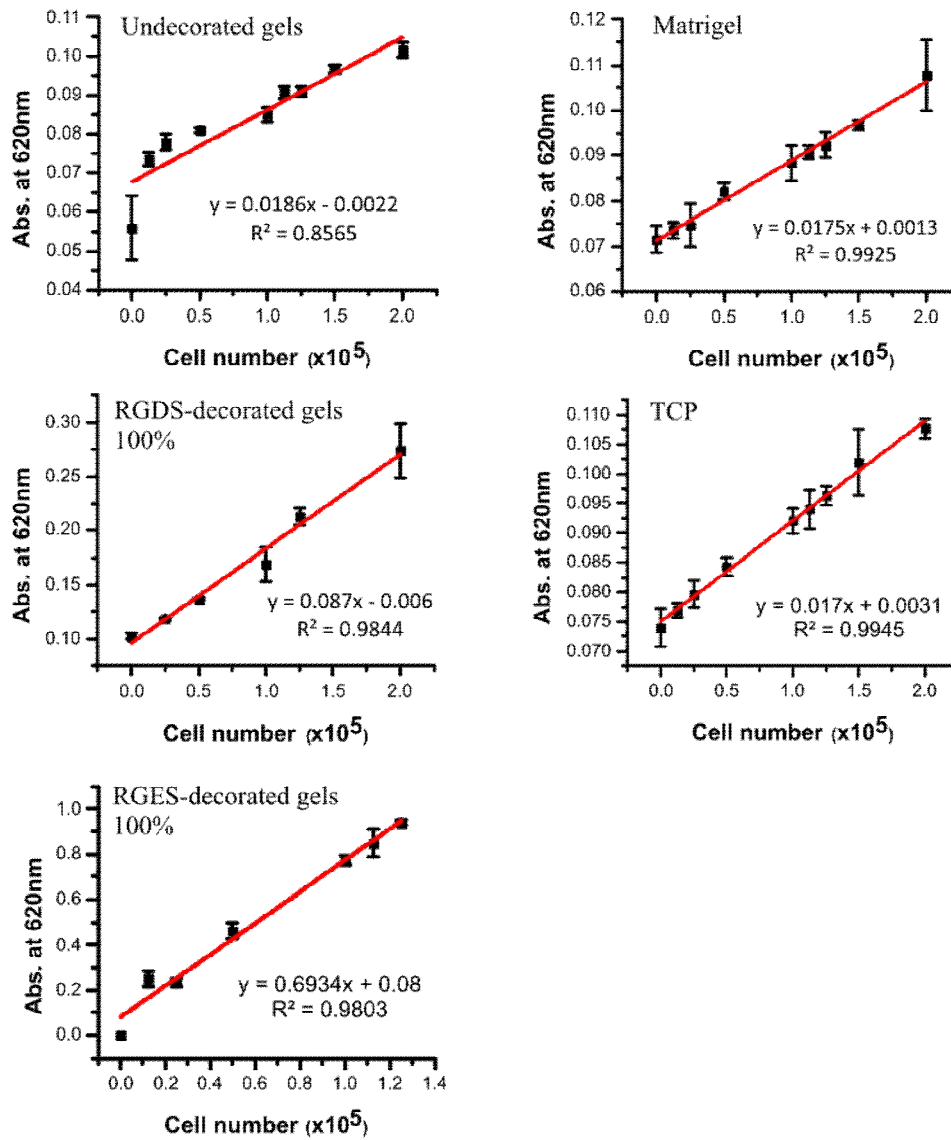 Undecorated gels
Abs. at 620nm
0.11
0.10
0.09
0.08
0.07
0.06
0.05
0.04
y = 0.0186x - 0.0022
R² = 0.8565
0.0 0.5 1.0 1.5 2.0
Cell number (x10⁵)
Matrigel
Abs. at 620nm
0.12
0.11
0.10
0.09
0.08
0.07
0.06
y = 0.0175x + 0.0013
R² = 0.9925
0.0 0.5 1.0 1.5 2.0
Cell number (x10⁵)
RGDS-decorated gels
100%
Abs. at 620nm
0.30
0.25
0.20
0.15
0.10
y = 0.087x - 0.006
R² = 0.9844
0.0 0.5 1.0 1.5 2.0
Cell number (x10⁵)
TCP
Abs. at 620nm
0.110
0.105
0.100
0.095
0.090
0.085
0.080
0.075
0.070
y = 0.017x + 0.0031
R² = 0.9945
0.0 0.5 1.0 1.5 2.0
Cell number (x10⁵)
RGES-decorated gels
100%
Abs. at 620nm
1.0
0.8
0.6
0.4
0.2
0.0
y = 0.6934x + 0.08
R² = 0.9803
0.0 0.2 0.4 0.6 0.8 1.0 1.2 1.4
Cell number (x10⁵)